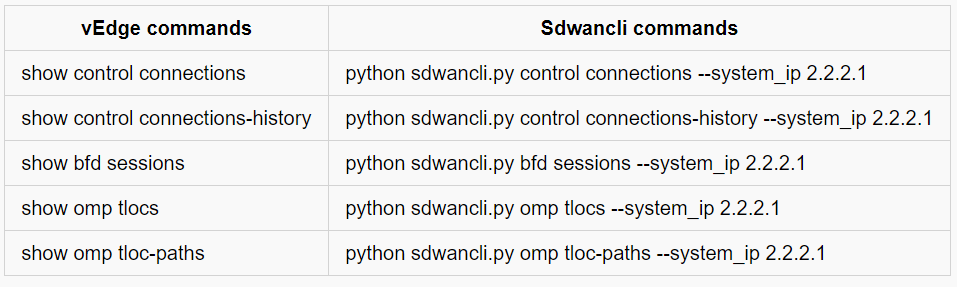 vEdge commands Sdwancli commands
show control connections python sdwancli.py control connections --system_ip 2.2.2.1
show control connections-history python sdwancli.py control connections-history --system_ip 2.2.2.1
show bfd sessions python sdwancli.py bfd sessions --system_ip 2.2.2.1
show omp tlocs python sdwancli.py omp tlocs --system_ip 2.2.2.1
show omp tloc-paths python sdwancli.py omp tloc-paths --system_ip 2.2.2.1